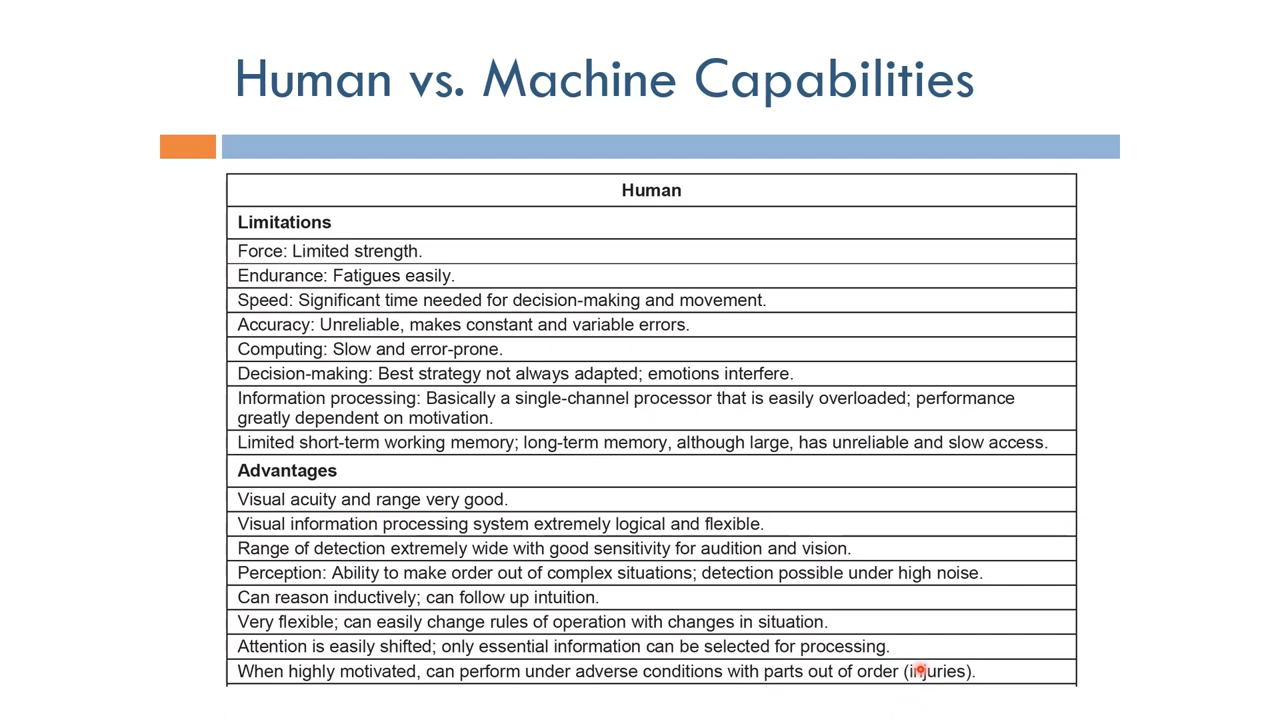 Human vs. Machine Capabilities
Human
Limitations
Force: Limited strength.
Endurance: Fatigues easily.
Speed: Significant time needed for decision-making and movement.
Accuracy: Unreliable, makes constant and variable errors.
Computing: Slow and error-prone.
Decision-making: Best strategy not always adapted; emotions interfere.
Information processing: Basically a single-channel processor that is easily overloaded; performance
greatly dependent on motivation.
Limited short-term working memory; long-term memory, although large, has unreliable and slow access.
Advantages
Visual acuity and range very good.
Visual information processing system extremely logical and flexible.
Range of detection extremely wide with good sensitivity for audition and vision.
Perception: Ability to make order out of complex situations; detection possible under high noise.
Can reason inductively; can follow up intuition.
Very flexible; can easily change rules of operation with changes in situation.
Attention is easily shifted; only essential information can be selected for processing.
When highly motivated, can perform under adverse conditions with parts out of order (injuries).